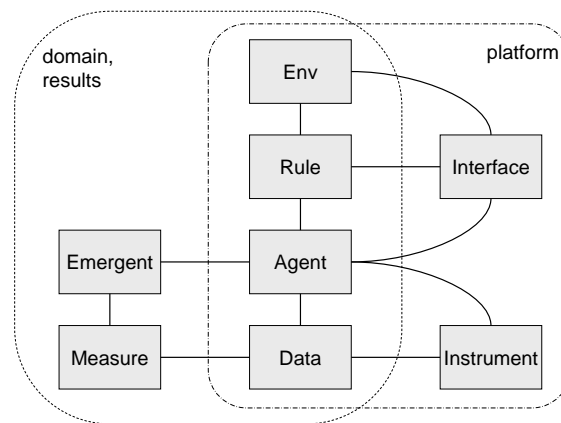 domain,
results
platform
Env
Rule
Interface
Emergent
Agent
Measure
Data
Instrument